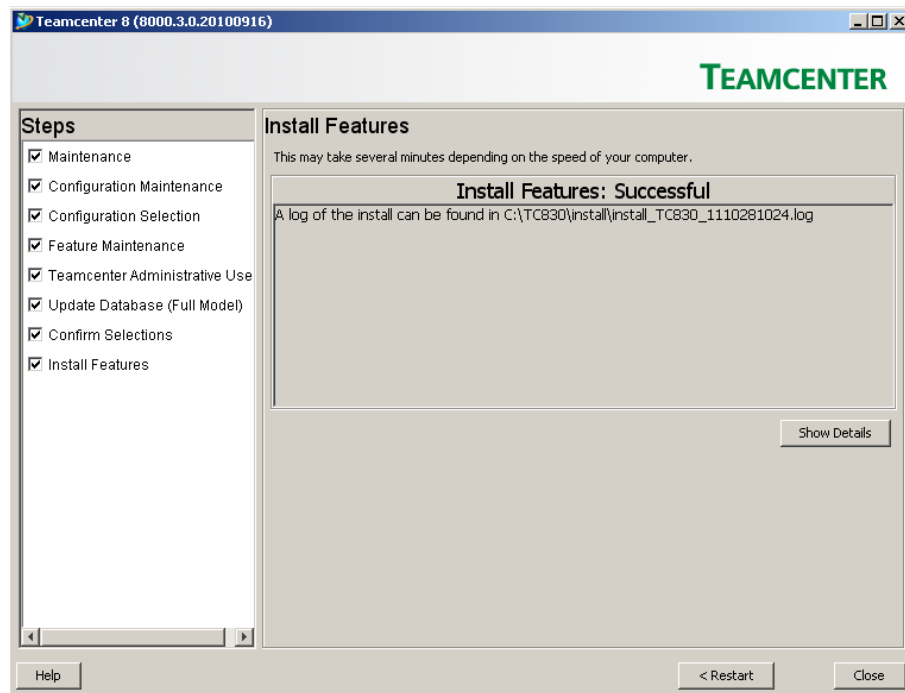 Teamcenter 8 (8000.3.0.20100916)
TEAMCENTER
Steps
Maintenance
Configuration Maintenance
Configuration Selection
Feature Maintenance
Teamcenter Administrative Use
Update Database (Full Model)
Confirm Selections
Install Features
Install Features
This may take several minutes depending on the speed of your computer.
Install Features: Successful
A log of the install can be found in C:\TC830\install\install_TC830_1110281024.log
Show Details
Help
< Restart
Close